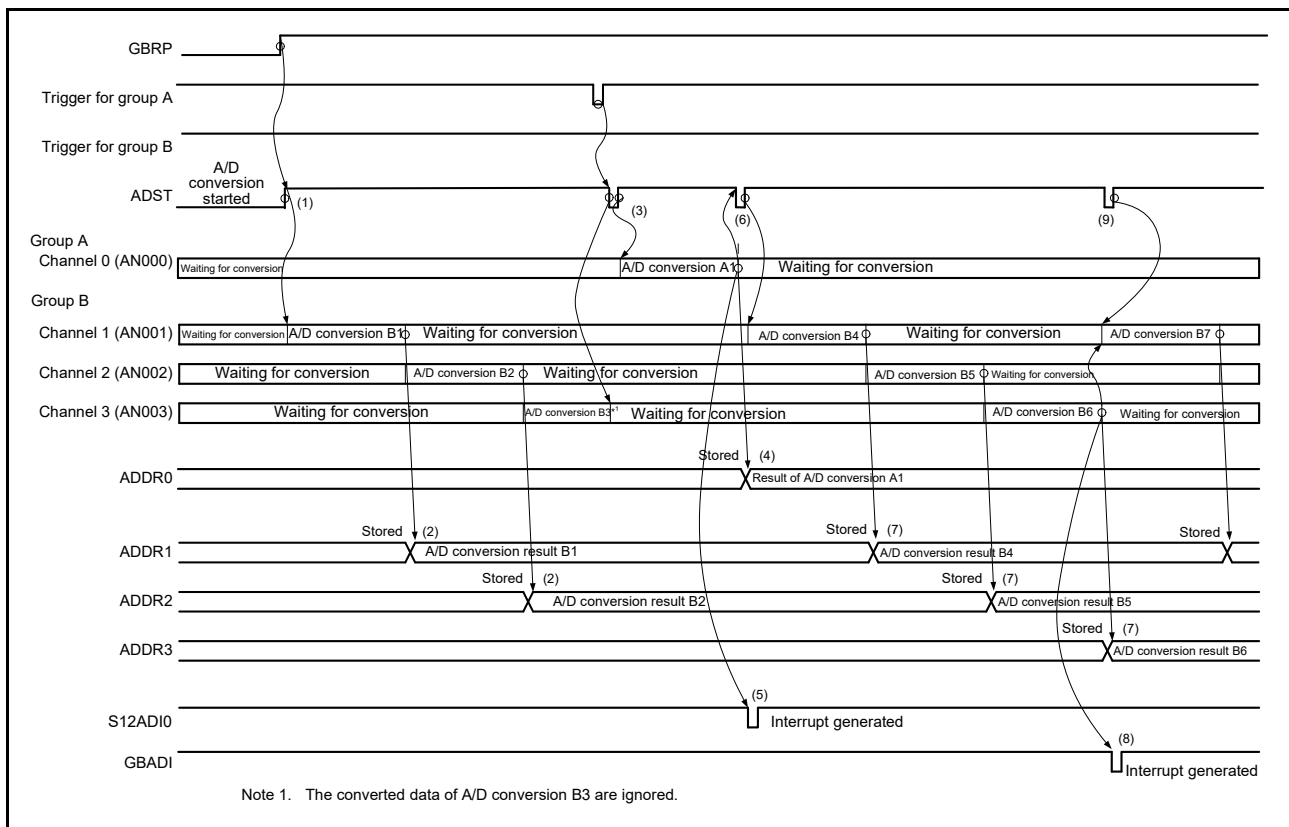 GBRP
Trigger for group A
Trigger for group B
A/D
conversion
started
ADST
(1)
(3)
(6)
(9)
Group A
Channel 0 (AN000)
Waiting for conversion
A/D conversion A1
Waiting for conversion
Group B
Channel 1 (AN001)
Waiting for conversion
A/D conversion B1
Waiting for conversion
A/D conversion B4
Waiting for conversion
A/D conversion B7
Channel 2 (AN002)
Waiting for conversion
A/D conversion B2
Waiting for conversion
A/D conversion B5
Waiting for conversion
Channel 3 (AN003)
Waiting for conversion
A/D conversion B3*1
Waiting for conversion
A/D conversion B6
Waiting for conversion
Stored
(4)
ADDR0
Result of A/D conversion A1
Stored
(2)
Stored
(7)
Stored
ADDR1
A/D conversion result B1
A/D conversion result B4
Stored
(2)
Stored
(7)
ADDR2
A/D conversion result B2
A/D conversion result B5
Stored
(7)
ADDR3
A/D conversion result B6
(5)
S12ADI0
Interrupt generated
(8)
GBADI
Interrupt generated
Note 1. The converted data of A/D conversion B3 are ignored.